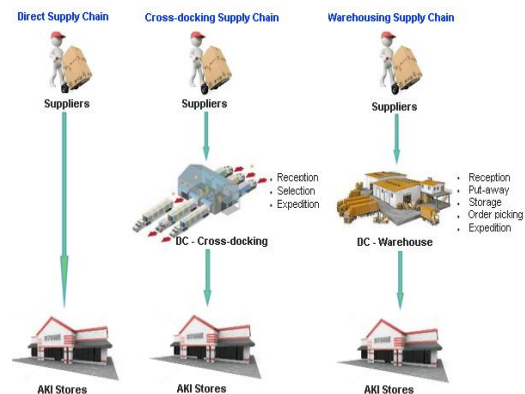 Direct Supply Chain
Cross-docking Supply Chain
Warehousing Supply Chain
Suppliers
Suppliers
Suppliers
• Reception
• Selection
• Expedition
• Reception
• Put-away
• Storage
• Order picking
• Expedition
DC - Cross-docking
DC - Warehouse
AKI Stores
AKI Stores
AKI Stores